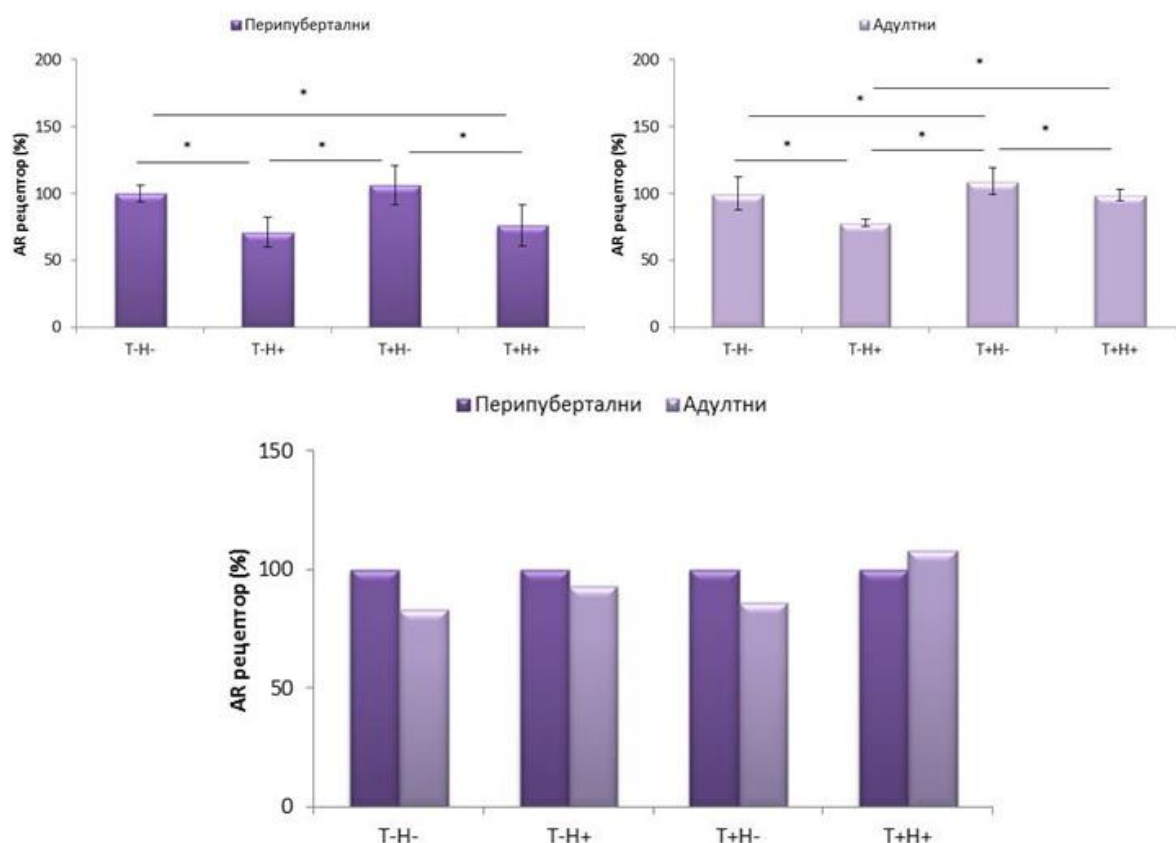 Перипубертални
200
150
100
50
0
AR рецептор (%)
*
*
*
*
T-H-
T-H+
T+H-
T+H+
Адултни
200
150
100
50
0
AR рецептор (%)
*
*
*
*
*
T-H-
T-H+
T+H-
T+H+
Перипубертални Адултни
150
100
50
0
AR рецептор (%)
T-H-
T-H+
T+H-
T+H+